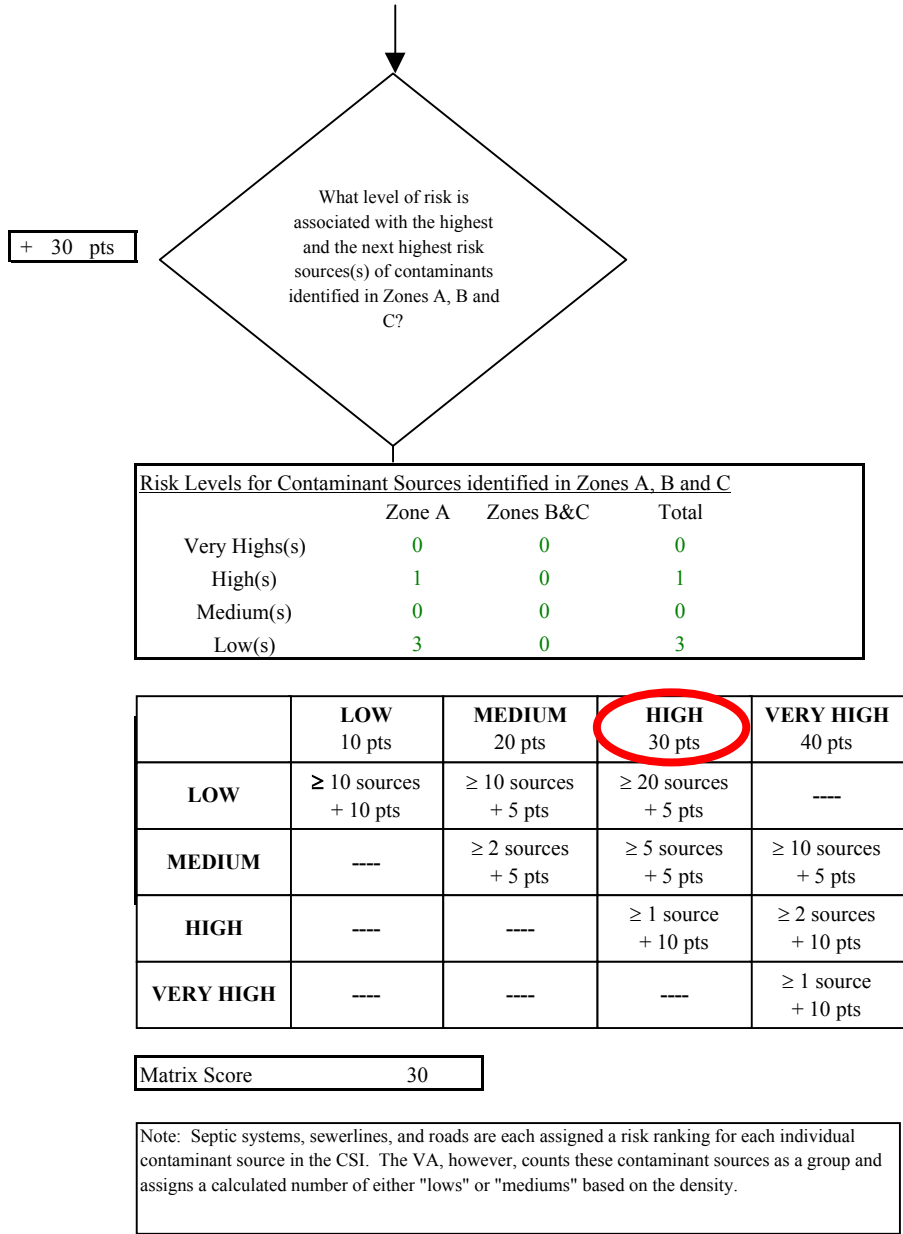 What level of risk is
associated with the highest
and the next highest risk
sources(s) of contaminants
identified in Zones A, B and
C?
+ 30 pts
Risk Levels for Contaminant Sources identified in Zones A, B and C
Zone A Zones B&C Total
Very Highs(s) 0 0 0
High(s) 1 0 1
Medium(s) 0 0 0
Low(s) 3 0 3
LOW MEDIUM HIGH VERY HIGH
10 pts 20 pts 30 pts 40 pts
LOW ≥ 10 sources ≥ 10 sources ≥ 20 sources ----
+ 10 pts + 5 pts + 5 pts
MEDIUM ---- ≥ 2 sources ≥ 5 sources ≥ 10 sources
+ 5 pts + 5 pts + 5 pts
HIGH ---- ---- ≥ 1 source ≥ 2 sources
+ 10 pts + 10 pts
VERY HIGH ---- ---- ---- ≥ 1 source
+ 10 pts
Matrix Score 30
Note: Septic systems, sewerlines, and roads are each assigned a risk ranking for each individual
contaminant source in the CSI. The VA, however, counts these contaminant sources as a group and
assigns a calculated number of either "lows" or "mediums" based on the density.